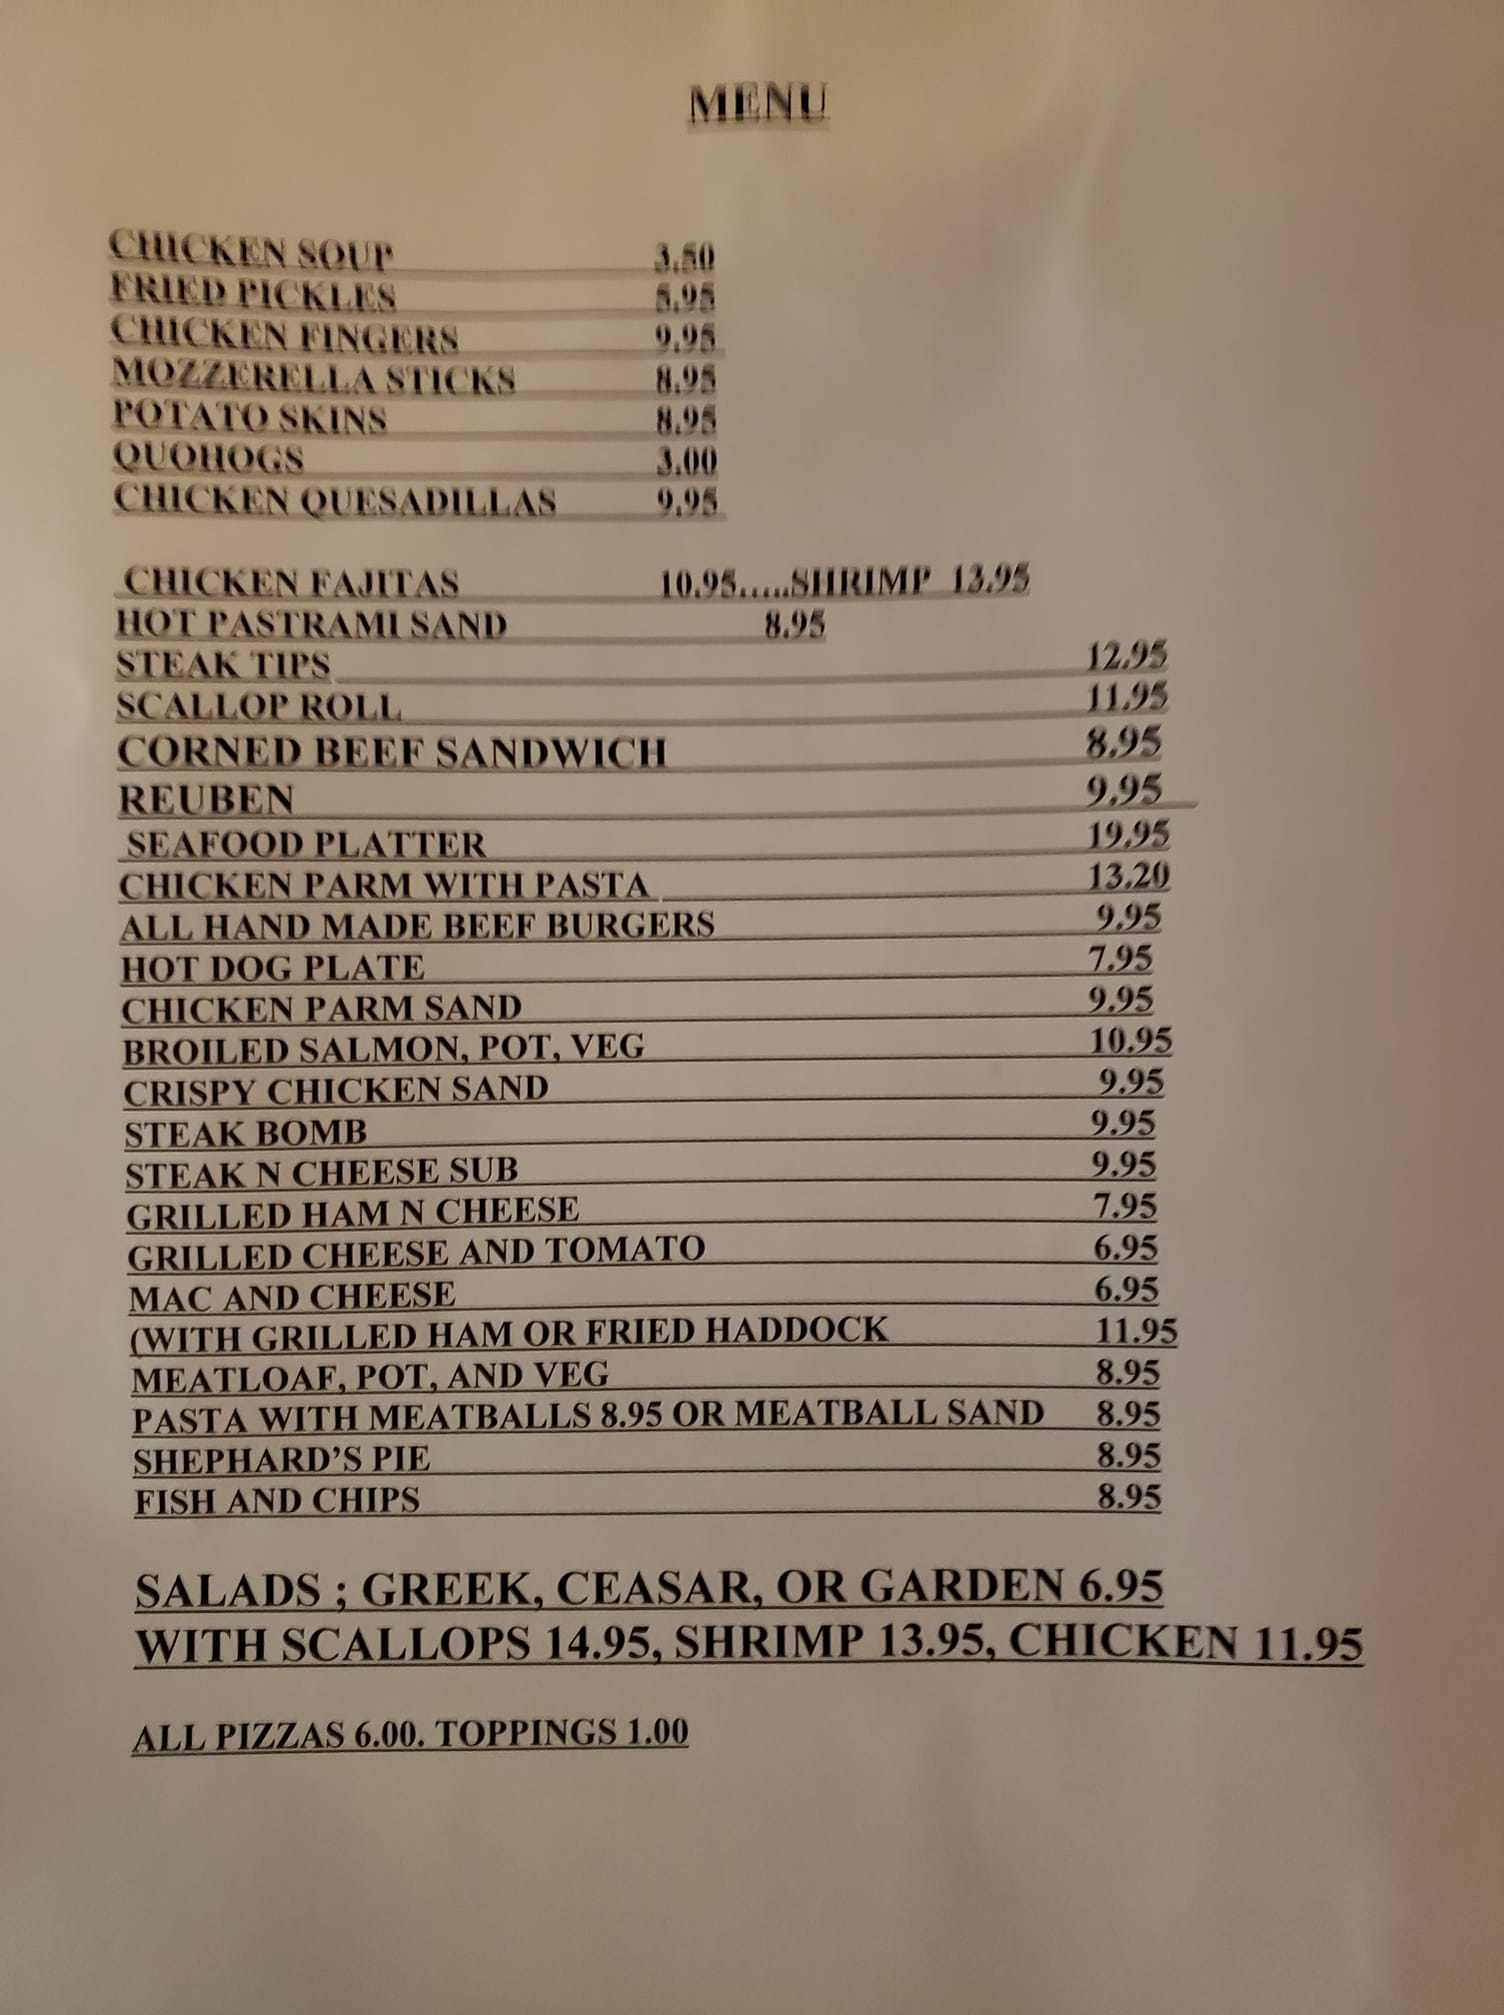 MENU
CHICKEN SOUP 3.50
FRIED PICKLES 5.95
CHICKEN FINGERS 9.95
MOZZERELLA STICKS 8.95
POTATO SKINS 8.95
QUOHOGS 3.00
CHICKEN QUESADILLAS 9.95
CHICKEN FAJITAS 10.95.....SHRIMP 13.95
HOT PASTRAMI SAND 8.95
STEAK TIPS 12.95
SCALLOP ROLL 11.95
CORNED BEEF SANDWICH 8.95
REUBEN 9.95
SEAFOOD PLATTER 19.95
CHICKEN PARM WITH PASTA 13.20
ALL HAND MADE BEEF BURGERS 9.95
HOT DOG PLATE 7.95
CHICKEN PARM SAND 9.95
BROILED SALMON, POT, VEG 10.95
CRISPY CHICKEN SAND 9.95
STEAK BOMB 9.95
STEAK N CHEESE SUB 9.95
GRILLED HAM N CHEESE 7.95
GRILLED CHEESE AND TOMATO 6.95
MAC AND CHEESE 6.95
(WITH GRILLED HAM OR FRIED HADDOCK 11.95
MEATLOAF, POT, AND VEG 8.95
PASTA WITH MEATBALLS 8.95 OR MEATBALL SAND 8.95
SHEPHARD'S PIE 8.95
FISH AND CHIPS 8.95
SALADS ; GREEK, CEASAR, OR GARDEN 6.95
WITH SCALLOPS 14.95, SHRIMP 13.95, CHICKEN 11.95
ALL PIZZAS 6.00. TOPPINGS 1.00